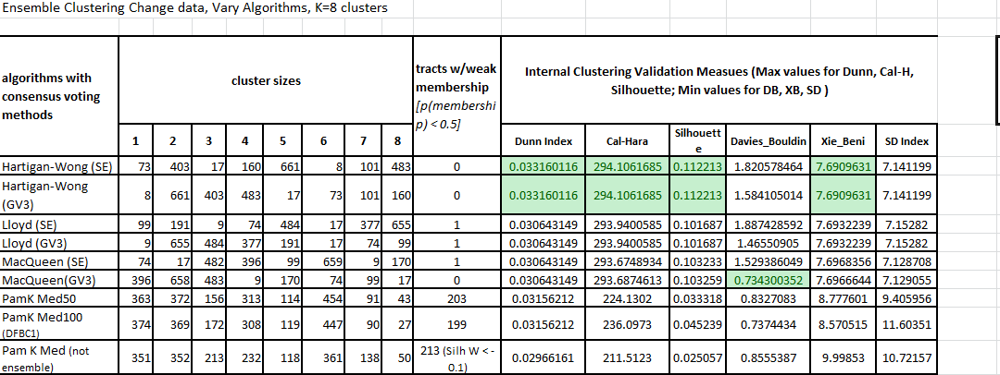 Ensemble Clustering Change data, Vary Algorithms, K=8 clusters
algorithms with consensus voting methods cluster sizes tracts w/weak membership [p(membershi p) < 0.5] Internal Clustering Validation Measues (Max values for Dunn, Cal-H, Silhouette; Min values for DB, XB, SD )
1 2 3 4 5 6 7 8 Dunn Index Cal-Hara Silhouett e Davies_Bouldin Xie_Beni SD Index
Hartigan-Wong (SE) 73 403 17 160 661 8 101 483 0 0.033160116 294.1061685 0.112213 1.820578464 7.6909631 7.141199
Hartigan-Wong (GV3) 8 661 403 483 17 73 101 160 0 0.033160116 294.1061685 0.112213 1.584105014 7.6909631 7.141199
Lloyd (SE) 99 191 9 74 484 17 377 655 1 0.030643149 293.9400585 0.101687 1.887428592 7.6932239 7.15282
Lloyd (GV3) 9 655 484 377 191 17 74 99 1 0.030643149 293.9400585 0.101687 1.46550905 7.6932239 7.15282
MacQueen (SE) 74 17 482 396 99 659 9 170 1 0.030643149 293.6748934 0.103233 1.529386049 7.6968356 7.128708
MacQueen(GV3) 396 658 483 9 170 74 99 17 0 0.030643149 293.6874613 0.103259 0.734300352 7.6966644 7.129055
PamK Med50 363 372 156 313 114 454 91 43 203 0.03156212 224.1302 0.033318 0.8327083 8.777601 9.405956
PamK Med100 (DFBC1) 374 369 172 308 119 447 90 27 199 0.03156212 236.0973 0.045239 0.7374434 8.570515 11.60351
Pam K Med (not ensemble) 351 352 213 232 118 361 138 50 213 (Silh W < - 0.1) 0.02966161 211.5123 0.025057 0.8555387 9.99853 10.72157